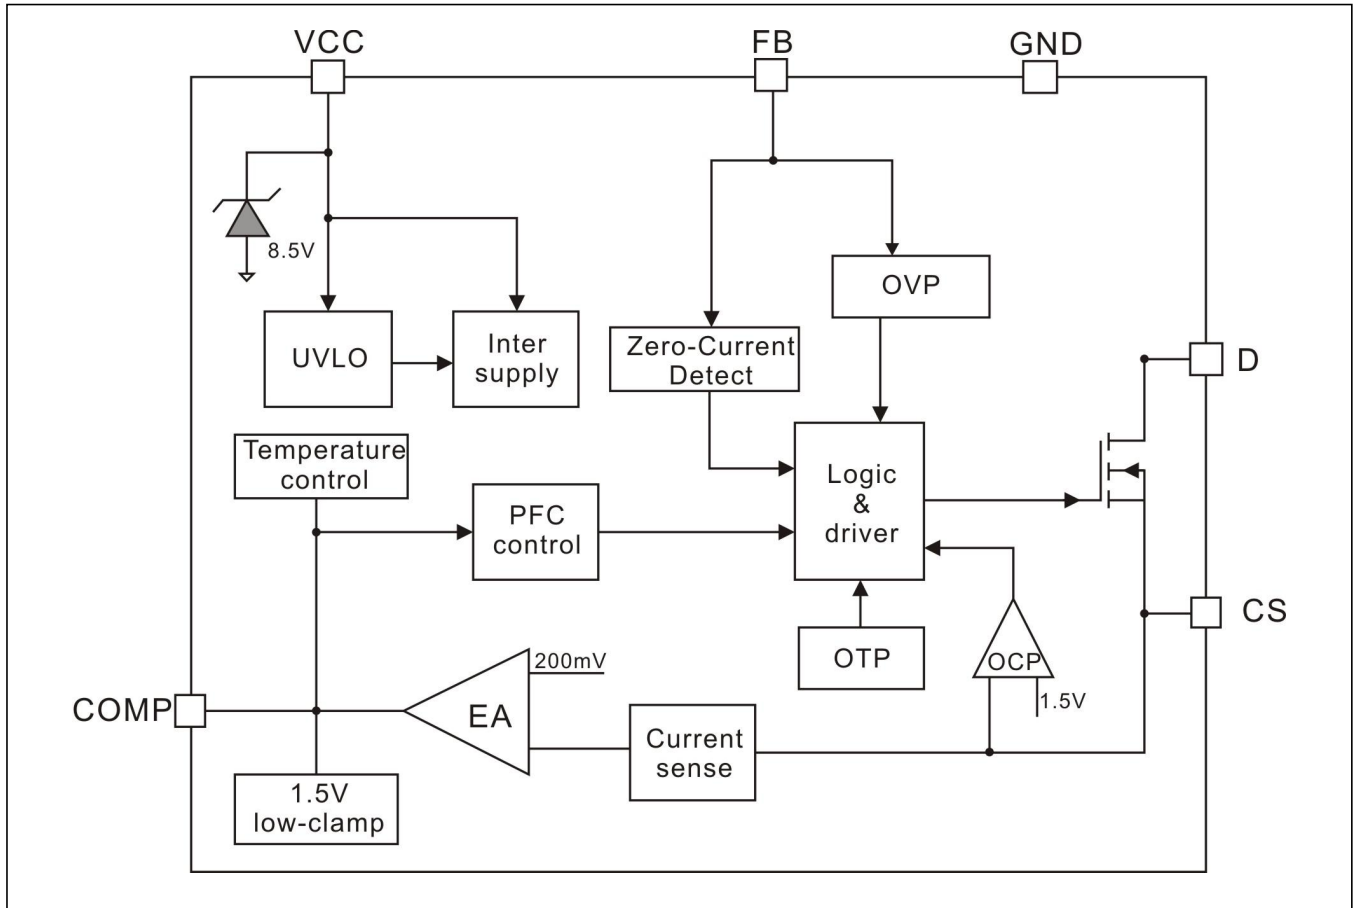 VCC
FB
GND
8.5V
OVP
UVLO
Inter
supply
Zero-Current
Detect
D
Temperature
control
PFC
control
Logic
&
driver
CS
OTP
OCP
200mV
1.5V
COMP
EA
Current
sense
1.5V
low-clamp